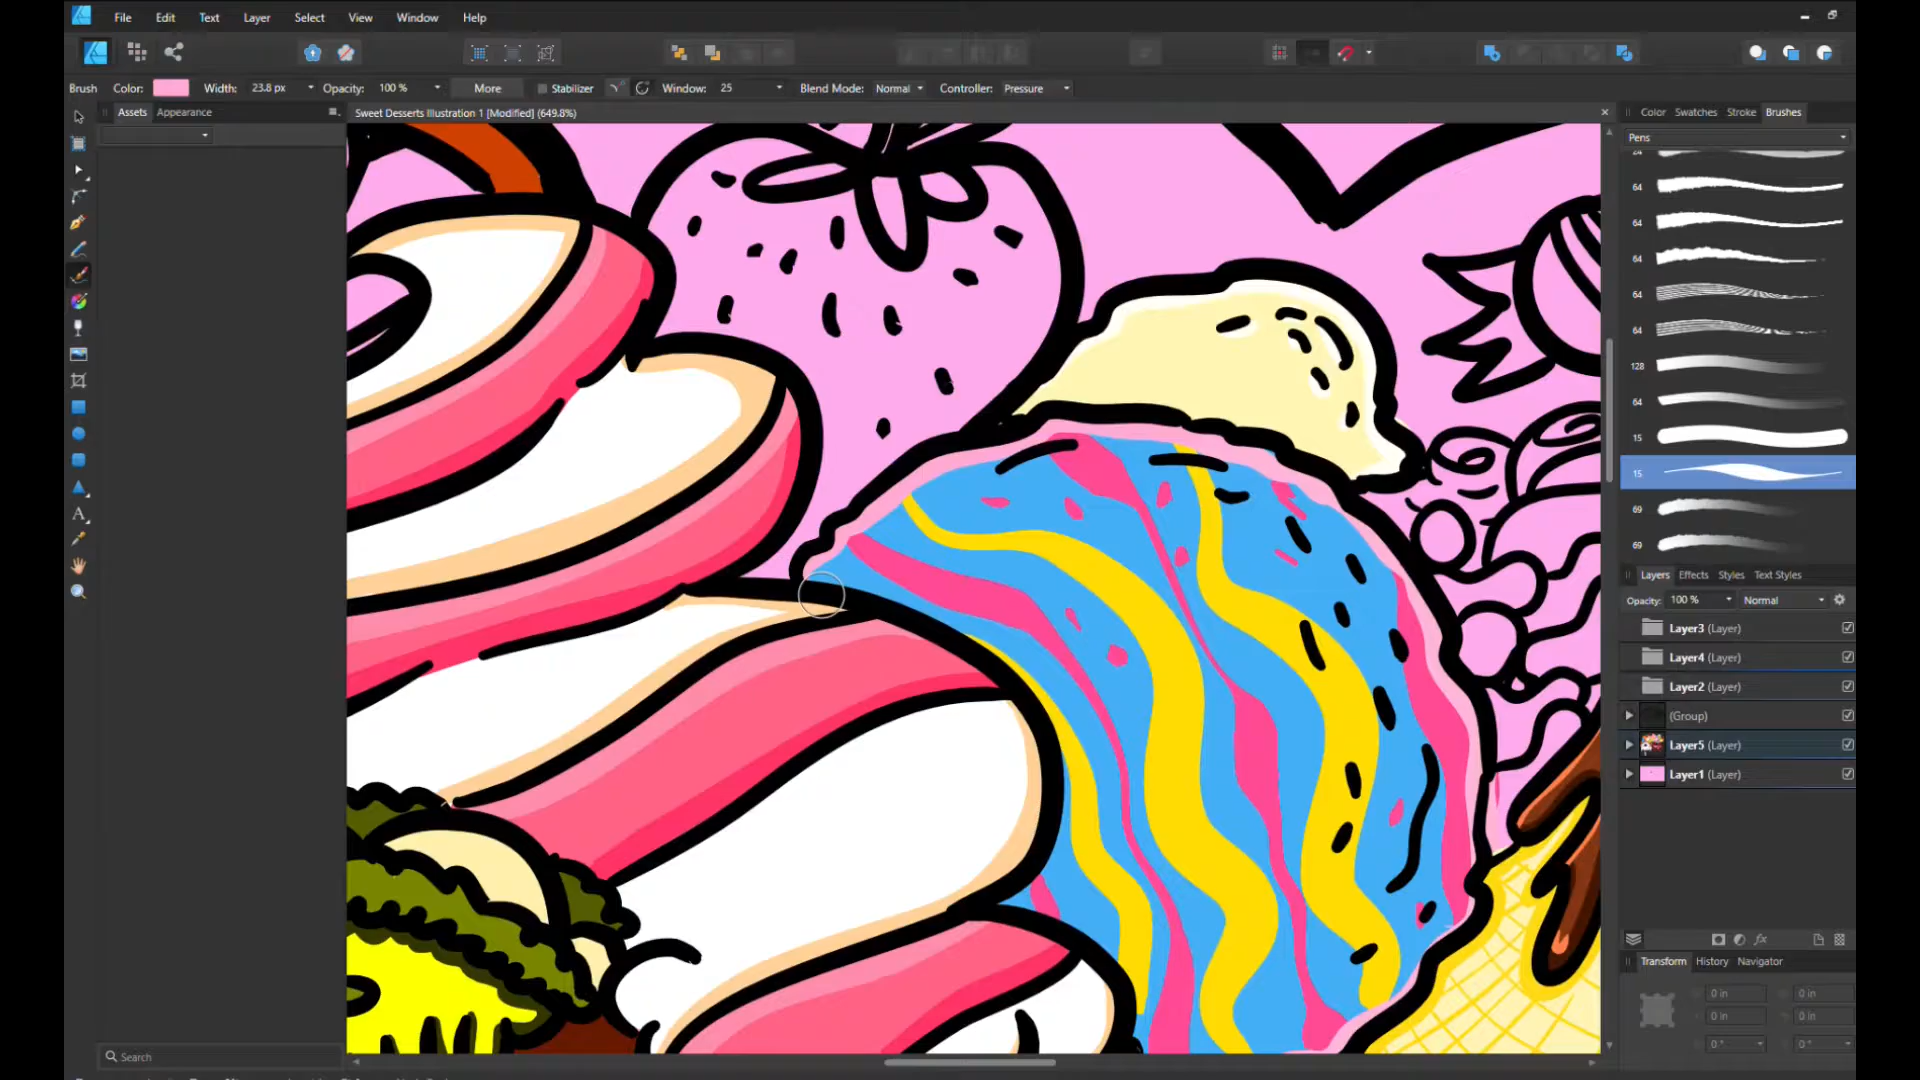 File Edit Text Layer Select View Window Help
Brush Color: Width: 23.8 px Opacity: 100 % More Stabilizer Window: 25 Blend Mode: Normal Controller: Pressure
Assets Appearance
Sweet Desserts Illustration 1 [Modified] (649.8%)
Color Swatches Stroke Brushes
Pens
24
64
64
64
64
128
64
15
15
69
69
Layers Effects Styles Text Styles
Opacity: 100 % Normal
Layer3 (Layer)
Layer4 (Layer)
Layer2 (Layer)
(Group)
Layer5 (Layer)
Layer1 (Layer)
Transform History Navigator
0 in 0 in
0 in 0 in
0 ° 0 °
Search